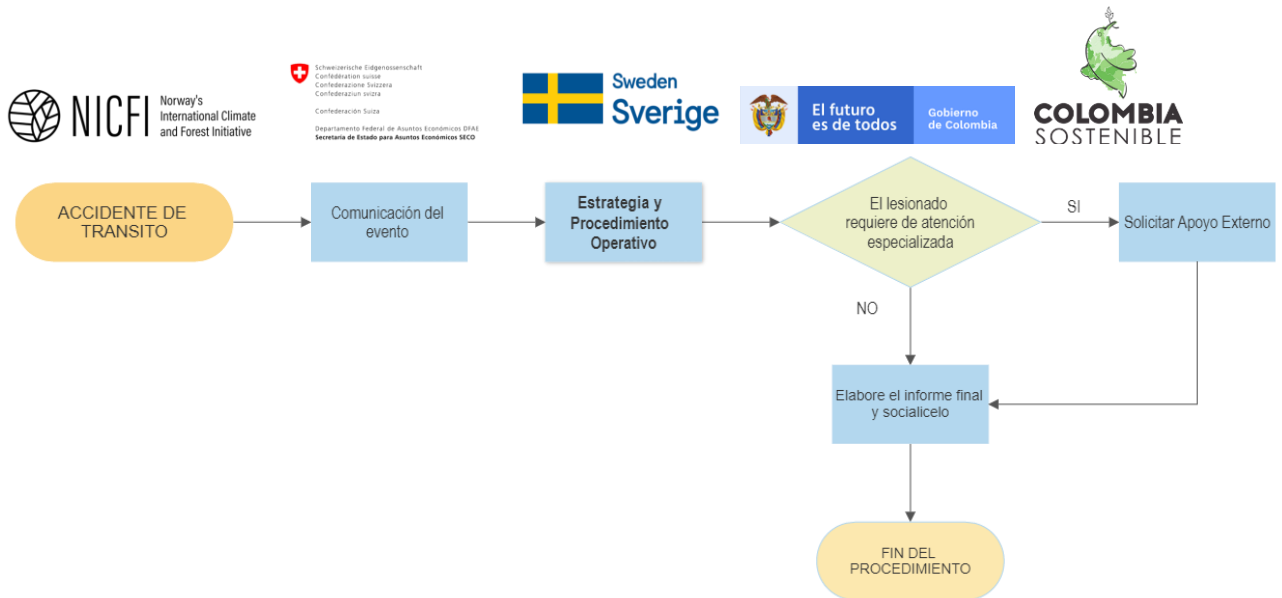 NICFI
Norway's
International Climate
and Forest Initiative
Schweizerische Eidgenossenschaft
Confédération suisse
Confederazione Svizzera
Confederaziun svizra
Confederación Suiza
Departamento Federal de Asuntos Económicos DFAE
Secretaria de Estado para Asuntos Económicos SECO
Sweden
Sverige
El futuro
es de todos
Gobierno
de Colombia
COLOMBIA
SOSTENIBLE
ACCIDENTE DE
TRANSITO
Comunicación del
evento
Estrategia y
Procedimiento
Operativo
El lesionado
requiere de atención
especializada
SI
Solicitar Apoyo Externo
NO
Elabore el informe final
y socialicelo
FIN DEL
PROCEDIMIENTO